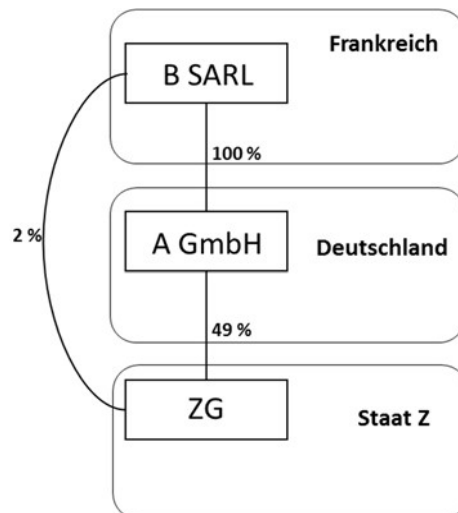 Frankreich
B SARL
100 %
2 %
A GmbH
Deutschland
49 %
ZG
Staat Z